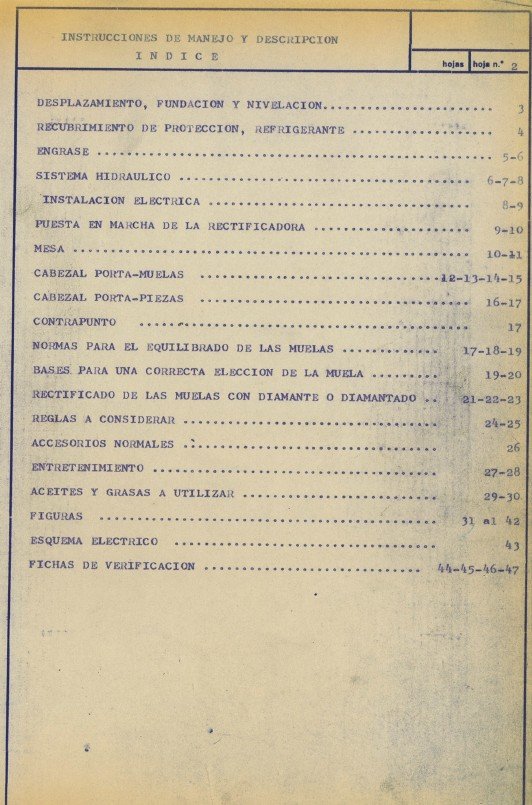 INSTRUCCIONES DE MANEJO Y DESCRIPCION
I N D I C E
hojas hoja n.º 2
DESPLAZAMIENTO, FUNDACION Y NIVELACION........................ 3
RECUBRIMIENTO DE PROTECCION, REFRIGERANTE .................... 4
ENGRASE ...................................................... 5-6
SISTEMA HIDRAULICO ........................................ 6-7-8
INSTALACION ELECTRICA .................................... 8-9
PUESTA EN MARCHA DE LA RECTIFICADORA ...................... 9-10
MESA ...................................................... 10-11
CABEZAL PORTA-MUELAS ................................. 12-13-14-15
CABEZAL PORTA-PIEZAS ..................................... 16-17
CONTRAPUNTO .............................................. 17
NORMAS PARA EL EQUILIBRADO DE LAS MUELAS ............. 17-18-19
BASES PARA UNA CORRECTA ELECCION DE LA MUELA ......... 19-20
RECTIFICADO DE LAS MUELAS CON DIAMANTE O DIAMANTADO .. 21-22-23
REGLAS A CONSIDERAR ................................... 24-25
ACCESORIOS NORMALES ................................... 26
ENTRETENIMIENTO ....................................... 27-28
ACEITES Y GRASAS A UTILIZAR ........................... 29-30
FIGURAS ............................................... 31 al 42
ESQUEMA ELECTRICO ..................................... 43
FICHAS DE VERIFICACION ............................. 44-45-46-47